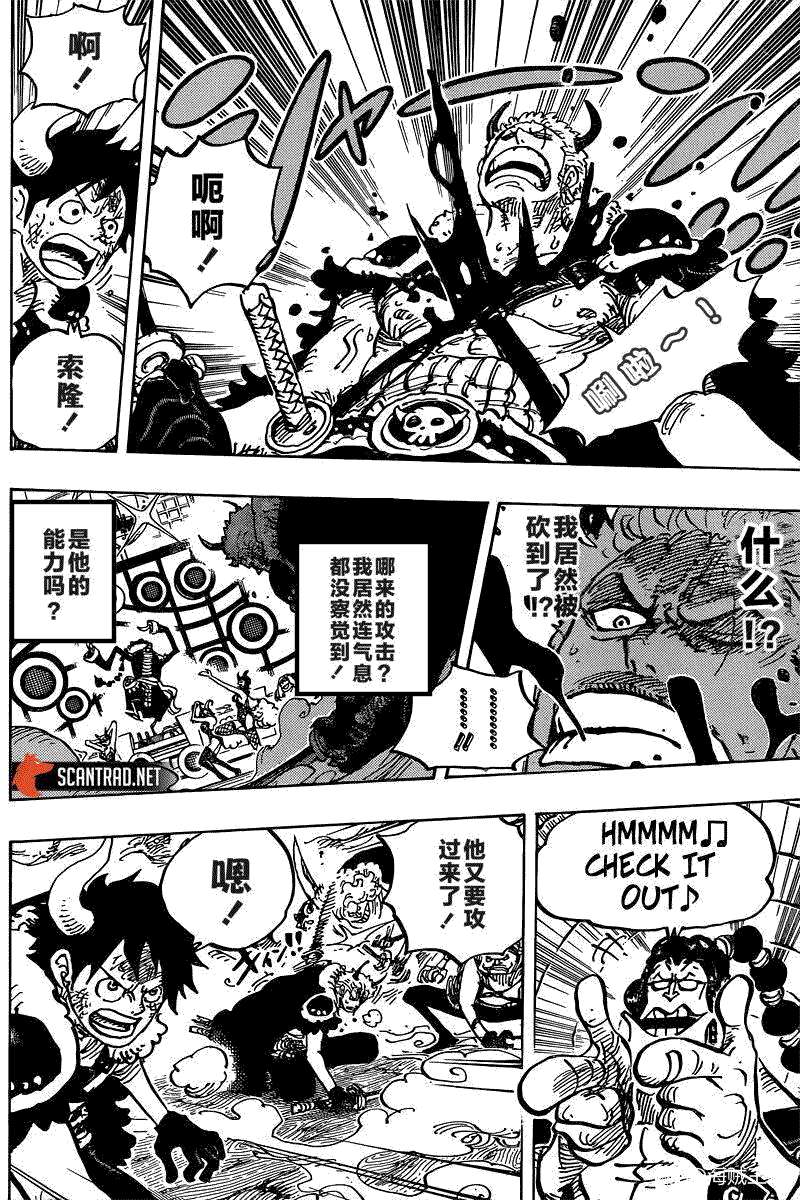 呃啊！
唰啦～！
啊！
索隆！
什么!?
我居然被
砍到了!?
哪来的攻击？
我居然连气息
都没察觉到！
是他的
能力吗？
SCANTRAD.NET
HMMMM♫
CHECK IT
OUT♪
他又要攻
过来了！
嗯！